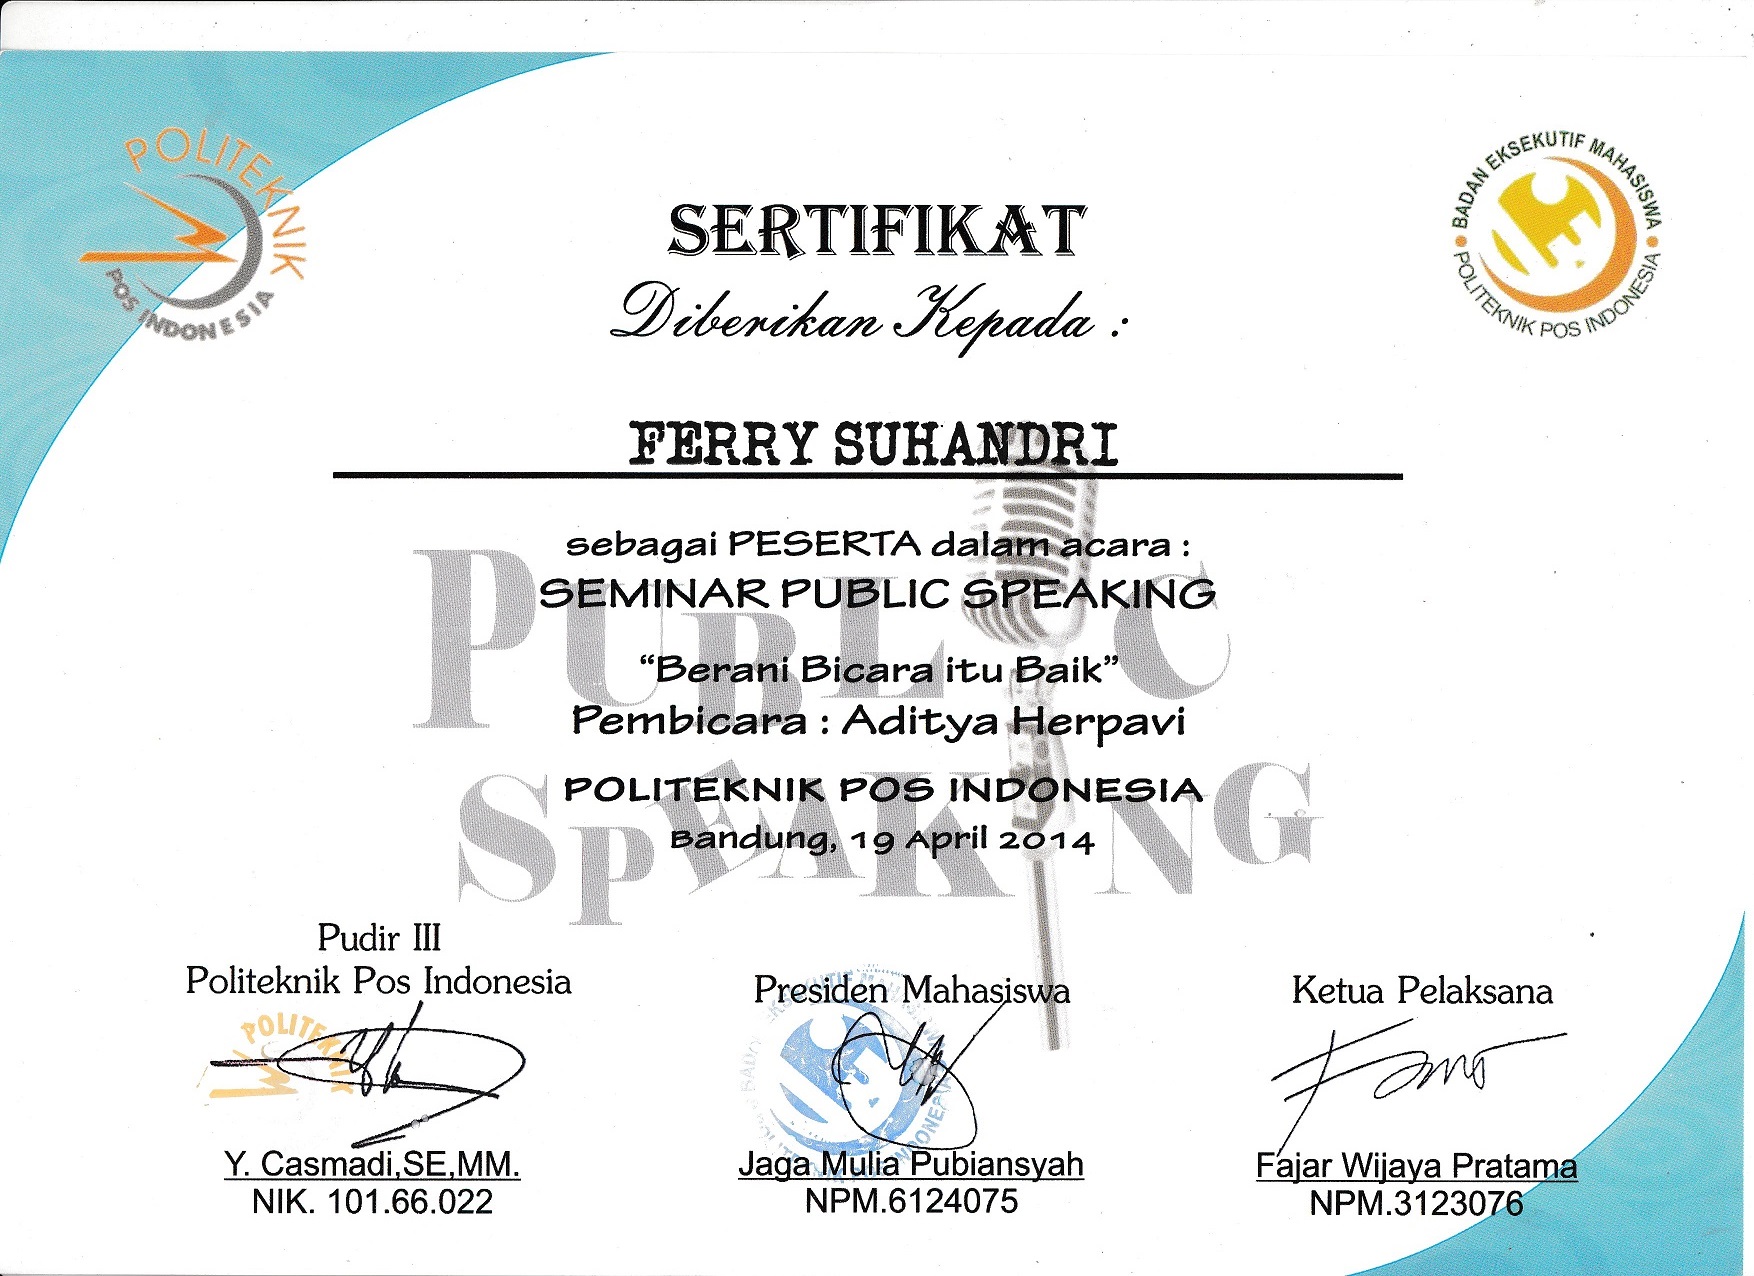 POLITEKNIK
POS INDONESIA
BADAN EKSEKUTIF MAHASISWA
POLITEKNIK POS INDONESIA
SERTIFIKAT
Diberikan Kepada :
FERRY SUHANDRI
sebagai PESERTA dalam acara :
SEMINAR PUBLIC SPEAKING
"Berani Bicara itu Baik"
Pembicara : Aditya Herpavi
PUBLIC
SPEAKING
POLITEKNIK POS INDONESIA
Bandung, 19 April 2014
Pudir III
Politeknik Pos Indonesia
POLITEKNIK
Y. Casmadi,SE,MM.
NIK. 101.66.022
Presiden Mahasiswa
Jaga Mulia Pubiansyah
NPM.6124075
Ketua Pelaksana
Fajar Wijaya Pratama
NPM.3123076